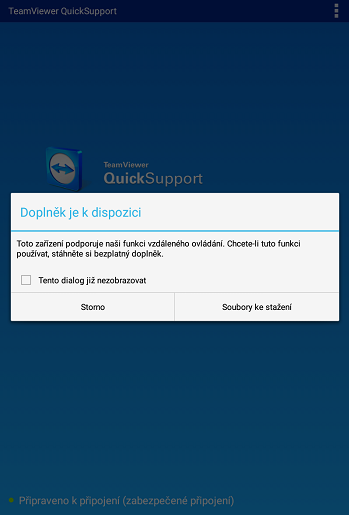 TeamViewer QuickSupport
TeamViewer
QuickSupport
Doplněk je k dispozici
Toto zařízení podporuje naši funkci vzdáleného ovládání. Chcete-li tuto funkci
používat, stáhněte si bezplatný doplněk.
Tento dialog již nezobrazovat
Storno
Soubory ke stažení
Připraveno k připojení (zabezpečené připojení)